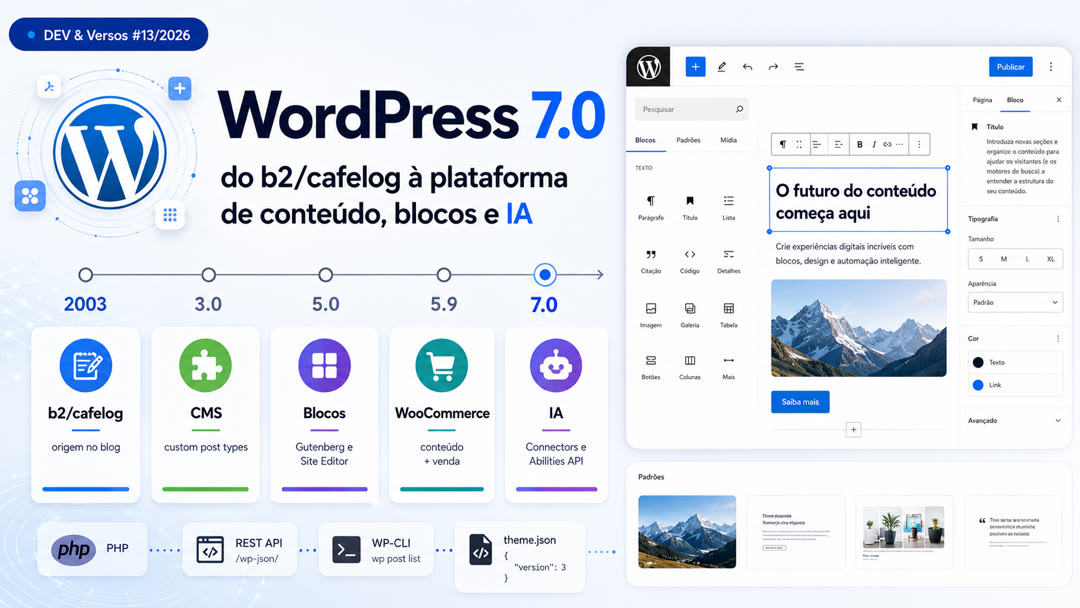 DEV & Versos #13/2026
WordPress 7.0
do b2/cafelog à plataforma
de conteúdo, blocos e IA
2003
3.0
5.0
5.9
7.0
b2/cafelog
origem no blog
CMS
custom post types
Blocos
Gutenberg e
Site Editor
WooCommerce
conteúdo
+ venda
IA
Connectors e
Abilities API
php
PHP
REST API
/wp-json/
WP-CLI
wp post list
theme.json
{
"version": 3
}
Publicar
Pesquisar
Blocos
Padrões
Mídia
TEXTO
Parágrafo
Título
Lista
Citação
Código
Detalhes
Imagem
Galeria
Tabela
Botões
Colunas
Mais
B I
O futuro do conteúdo
começa aqui
Crie experiências digitais incríveis com
blocos, design e automação inteligente.
Saiba mais
Página
Bloco
Título
Introduza novas seções e
organize o conteúdo para
ajudar os visitantes (e os
motores de busca) a
entender a estrutura do
seu conteúdo.
Tipografia
Tamanho
S M L XL
Aparência
Padrão
Cor
Texto
Link
Avançado
Padrões